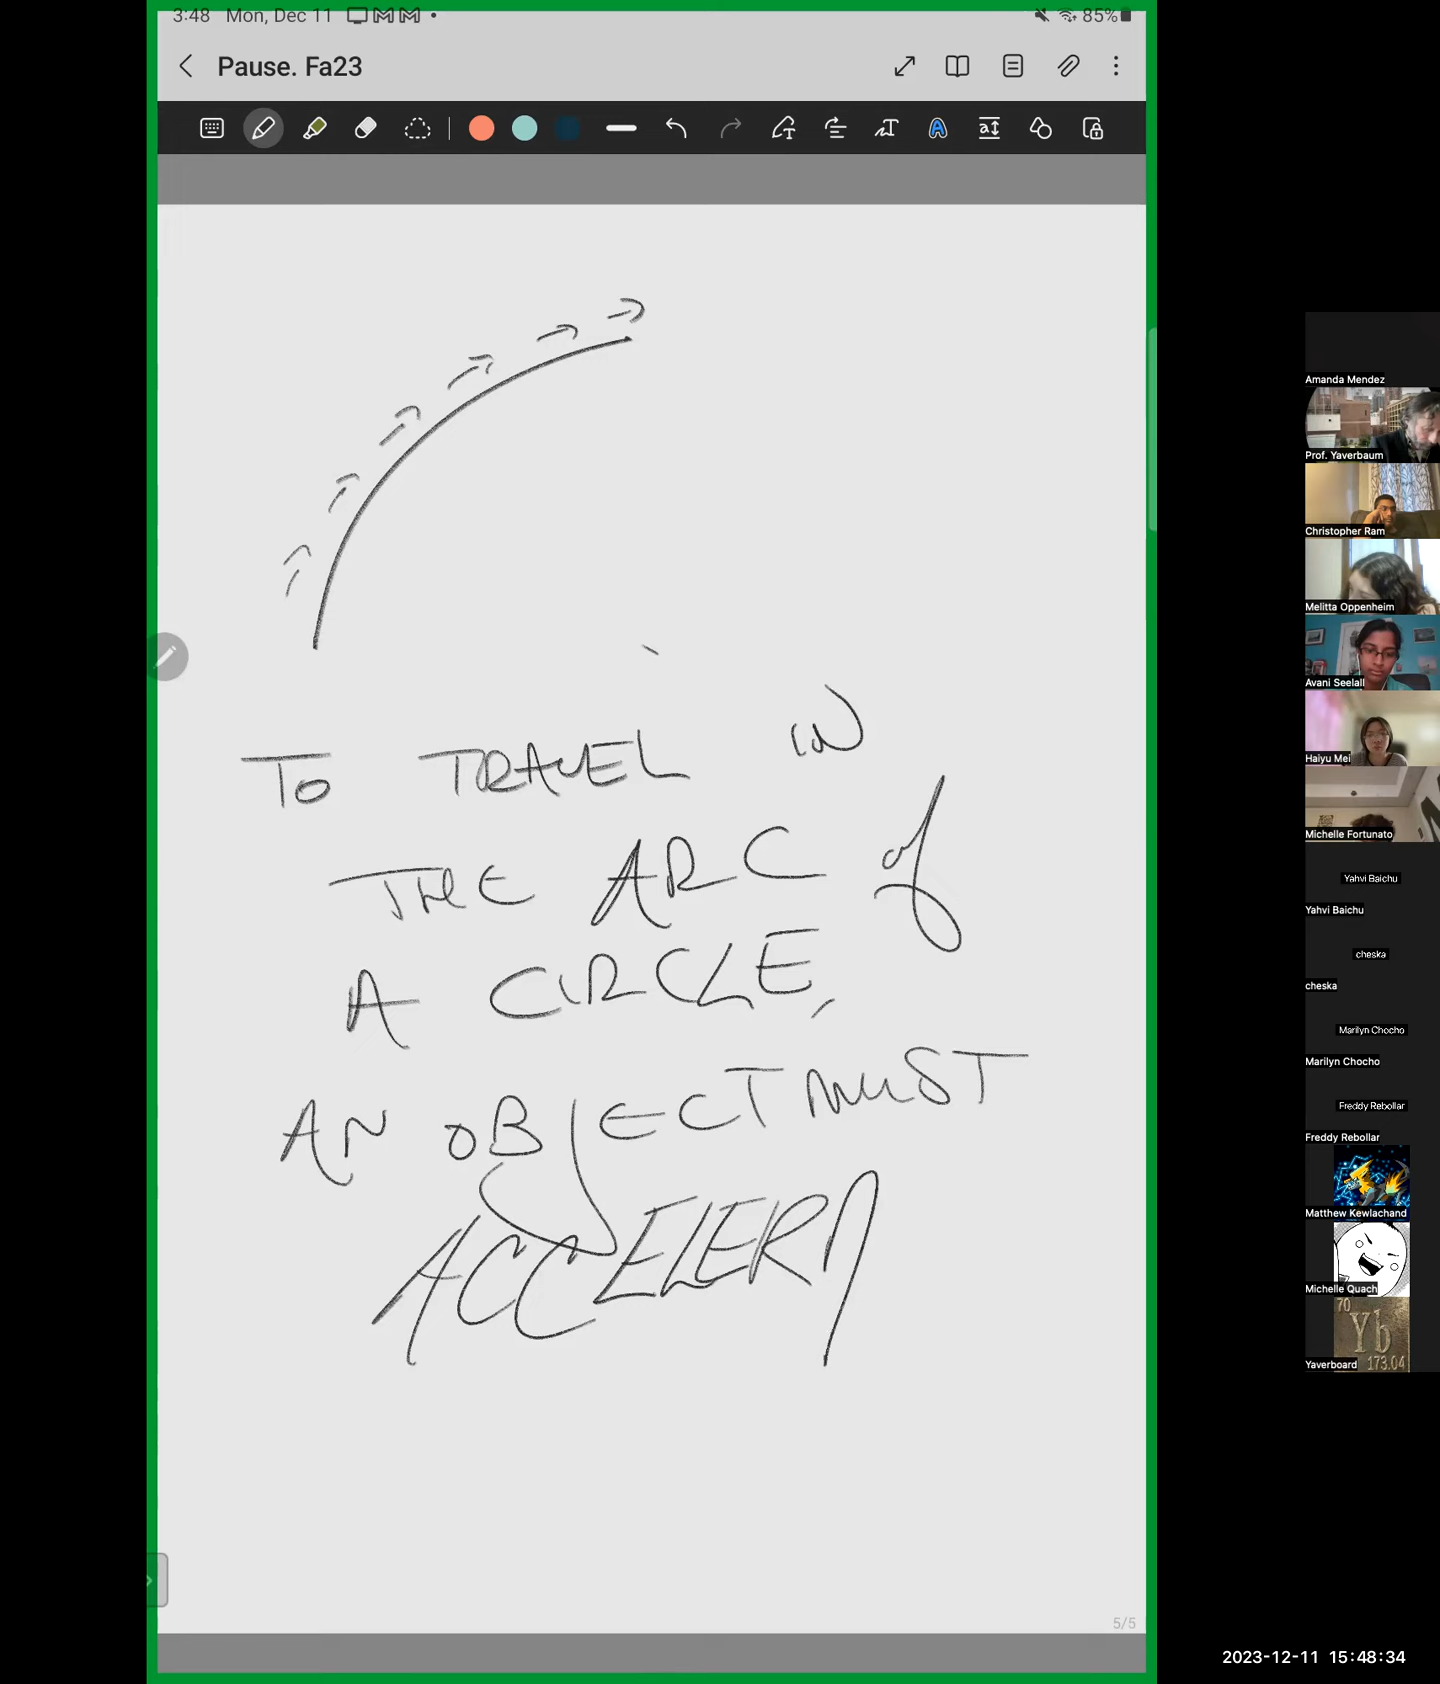 3:48 Mon, Dec 11
85%
Pause. Fa23
TO TRAVEL IN
THE ARC of
A CIRCLE,
AN OBJECT MUST
ACCELER
5/5
Amanda Mendez
Prof. Yaverbaum
Christopher Ram
Melitta Oppenheim
Avani Seelall
Haiyu Mei
Michelle Fortunato
Yahvi Baichu
Yahvi Baichu
cheska
cheska
Marilyn Chocho
Marilyn Chocho
Freddy Rebollar
Freddy Rebollar
Matthew Kewlachand
Michelle Quach
70
Yb
173.04
Yaverboard
2023-12-11 15:48:34